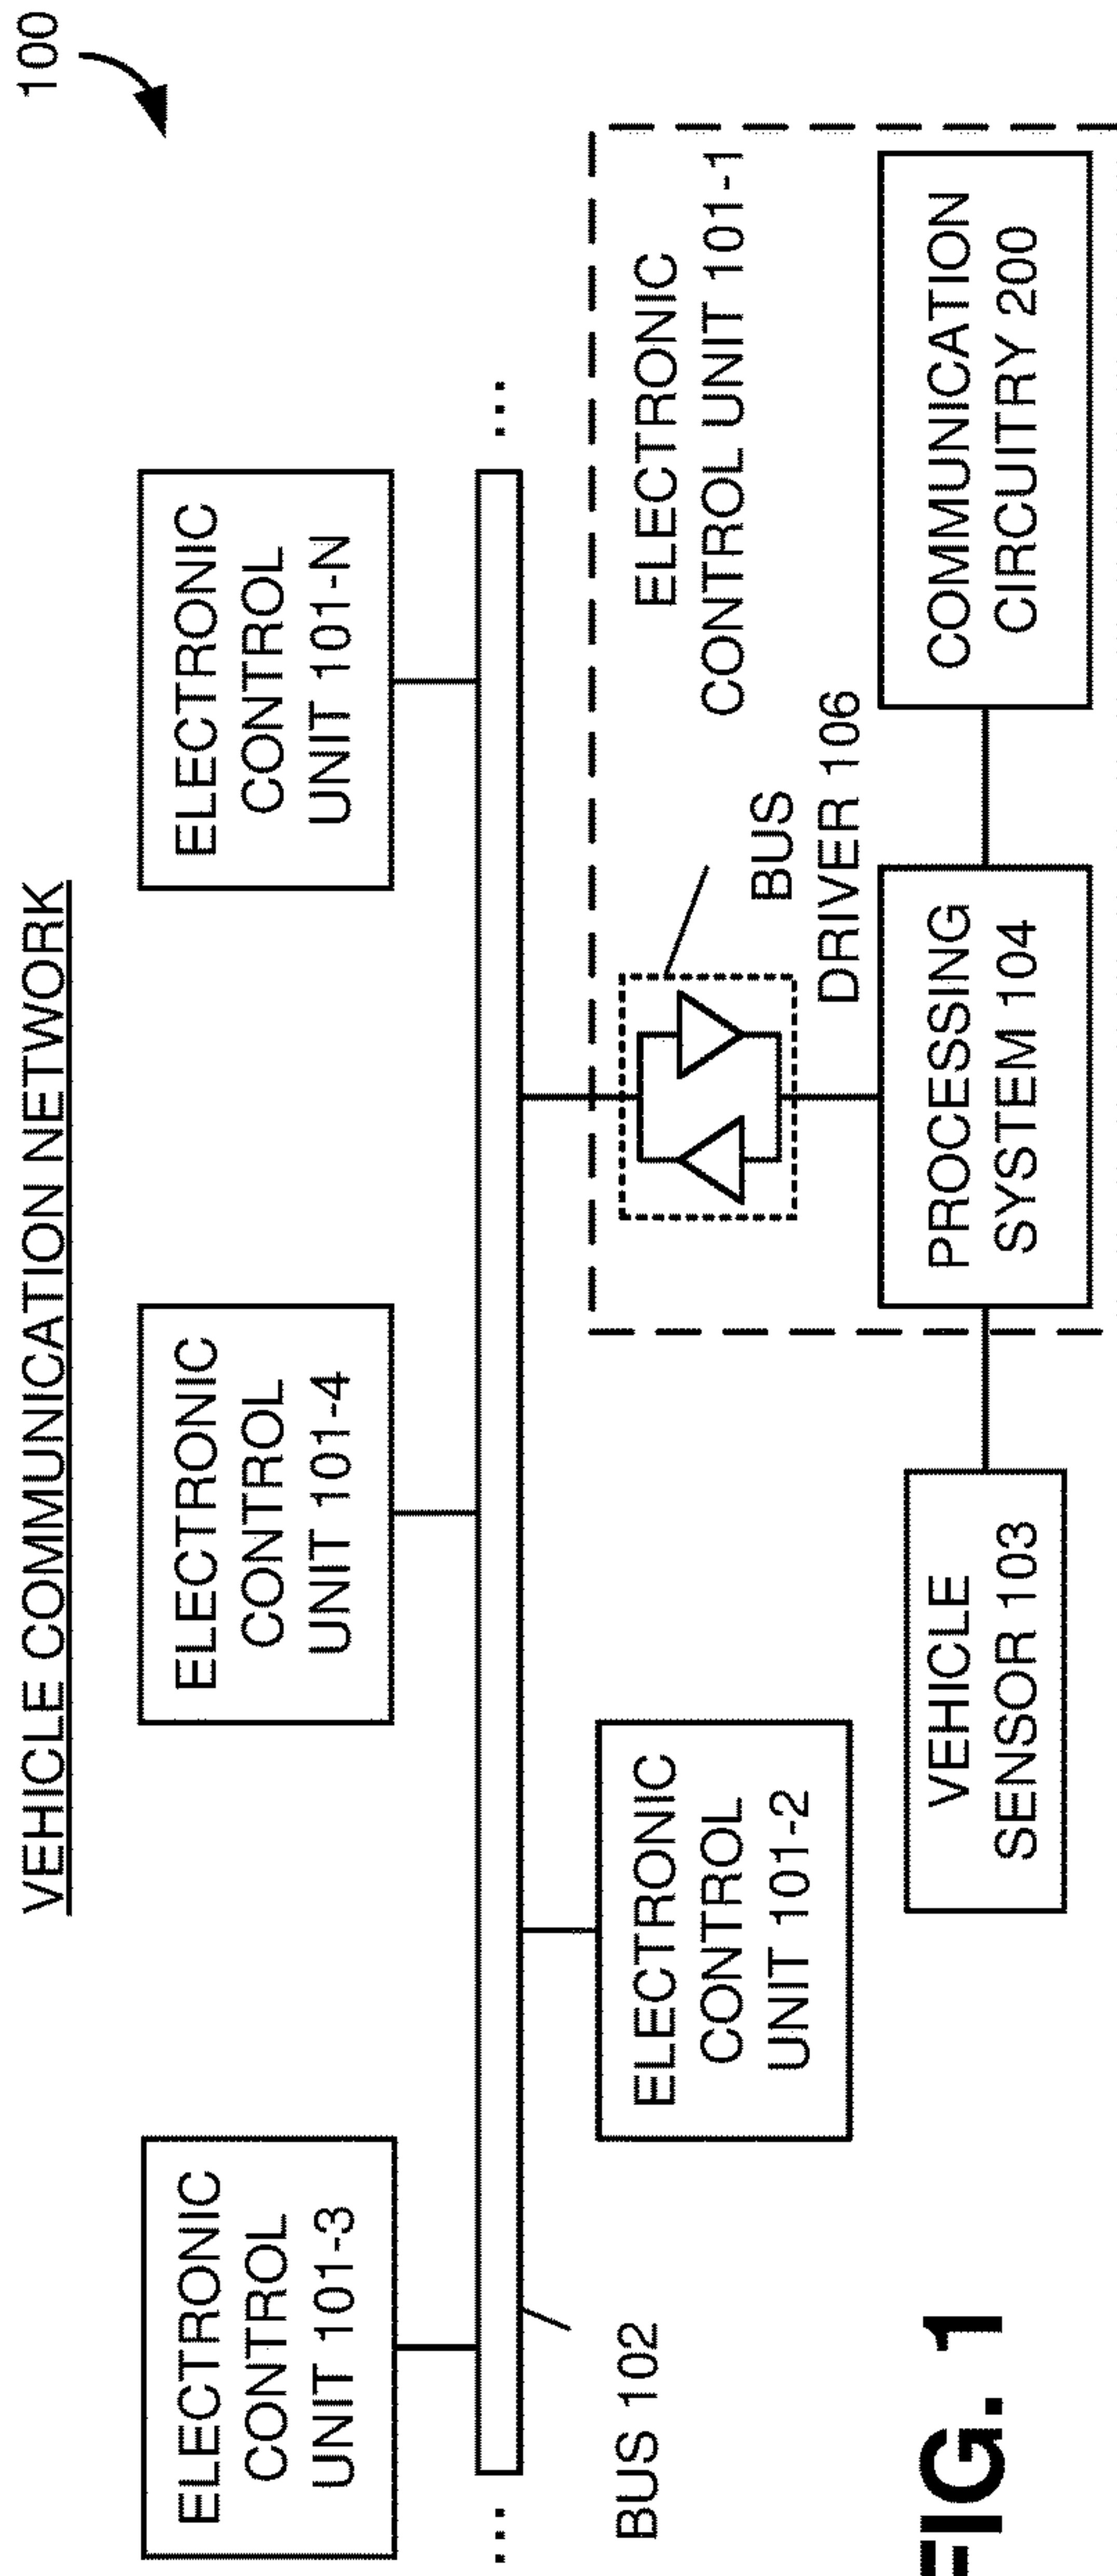 VEHICLE COMMUNICATION NETWORK
100
ELECTRONIC
CONTROL
UNIT 101-3
ELECTRONIC
CONTROL
UNIT 101-4
ELECTRONIC
CONTROL
UNIT 101-N
...
...
BUS 102
ELECTRONIC
CONTROL
UNIT 101-2
BUS
DRIVER 106
ELECTRONIC
CONTROL UNIT 101-1
VEHICLE
SENSOR 103
PROCESSING
SYSTEM 104
COMMUNICATION
CIRCUITRY 200
FIG. 1